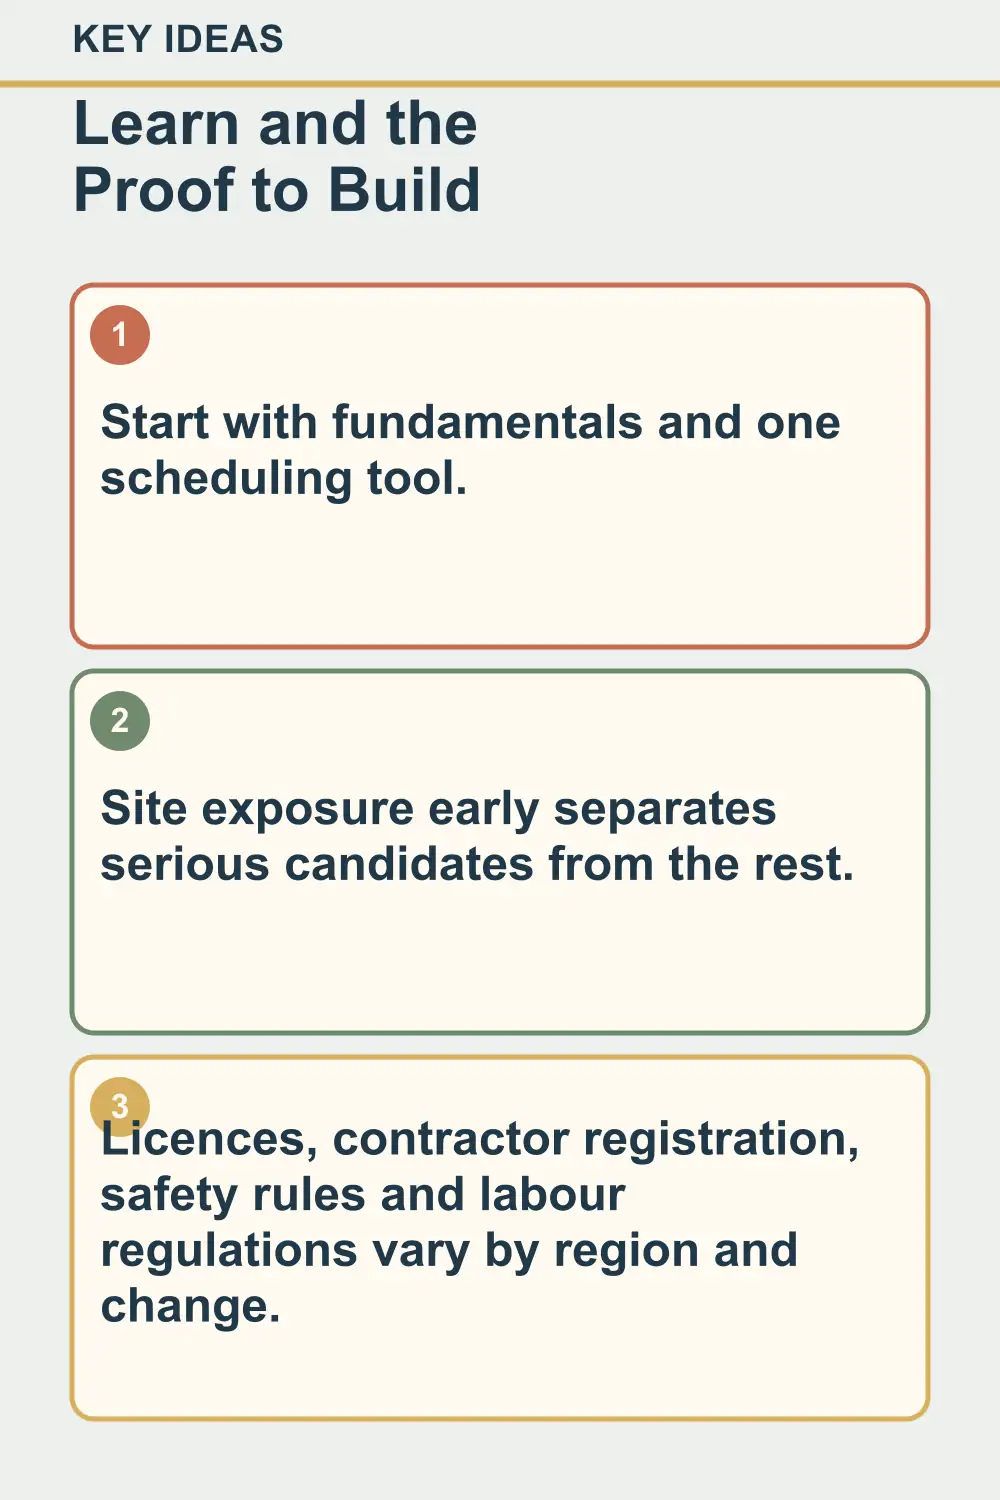 KEY IDEAS
Learn and the
Proof to Build
1
Start with fundamentals and one
scheduling tool.
2
Site exposure early separates
serious candidates from the rest.
3
Licences, contractor registration,
safety rules and labour
regulations vary by region and
change.